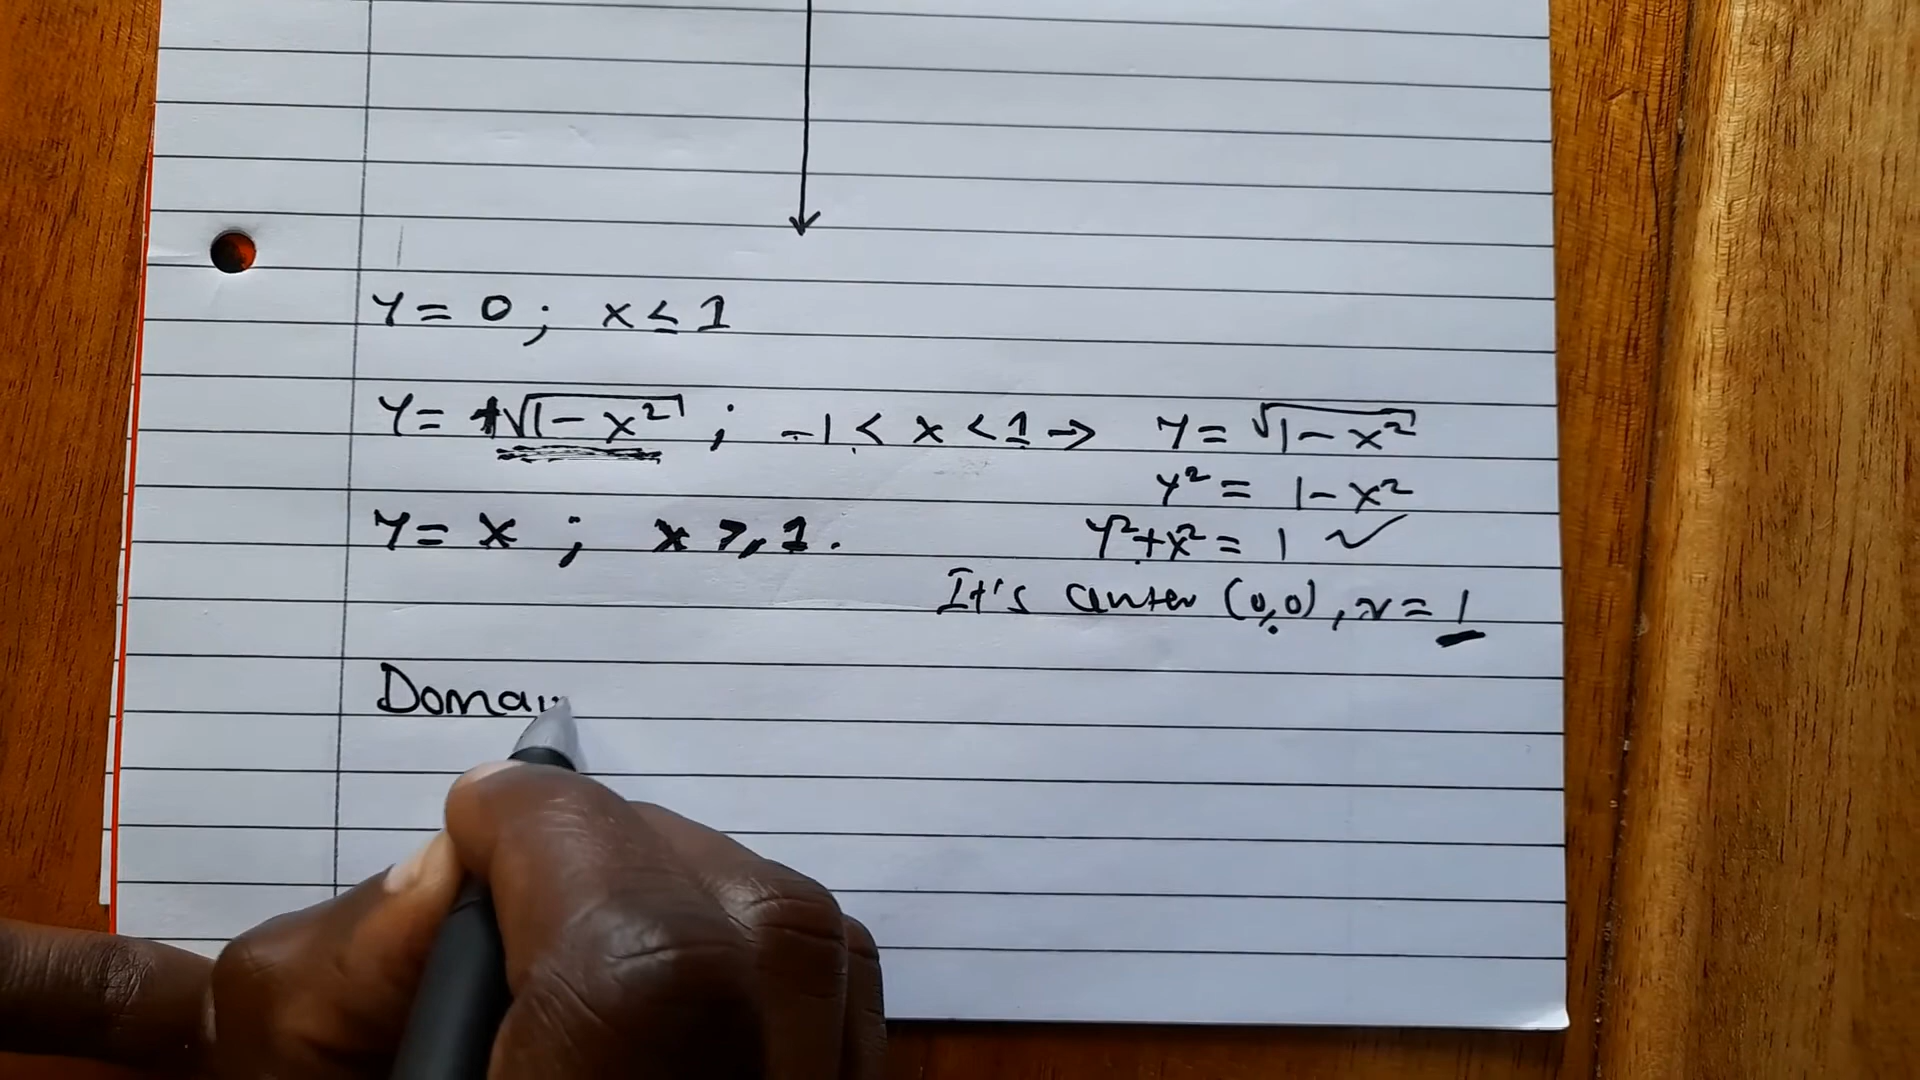 Y = 0 ; x ≤ 1
Y = +√(1 - x²) ; -1 < x < 1 → Y = √(1 - x²)
Y² = 1 - x²
Y = x ; x ≥ 1.
Y² + x² = 1 ✓
It's center (0,0), r = 1
Domai